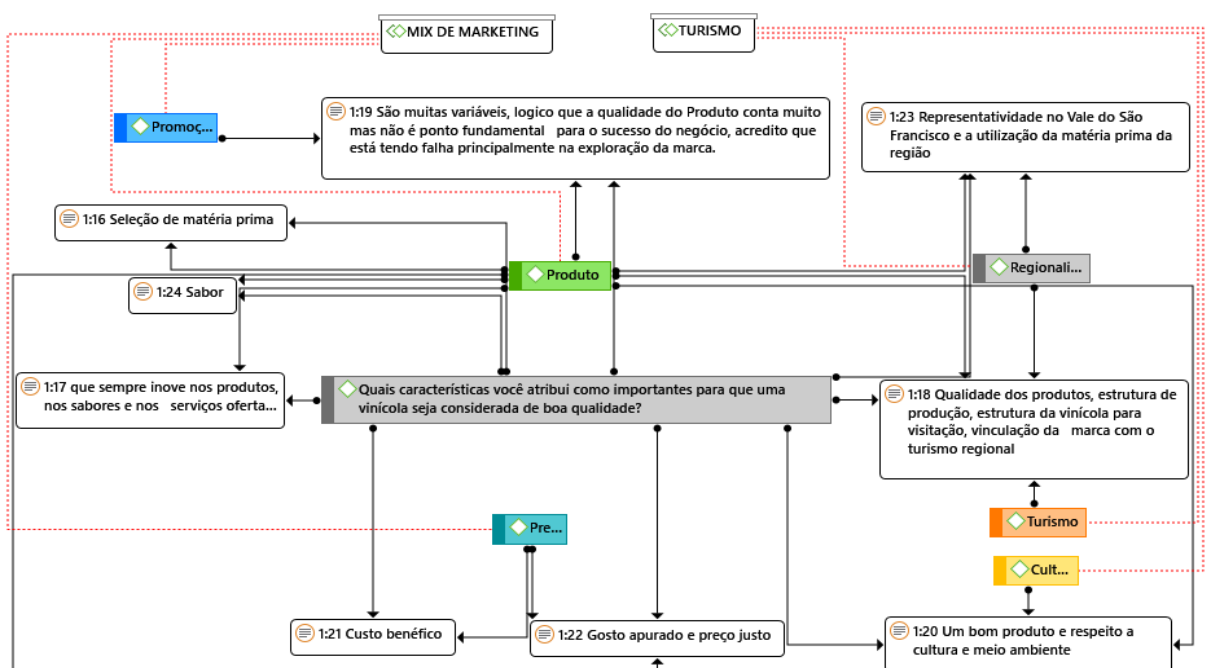 MIX DE MARKETING
TURISMO
Promoç...
1:19 São muitas variáveis, logico que a qualidade do Produto conta muito
mas não é ponto fundamental para o sucesso do negócio, acredito que
está tendo falha principalmente na exploração da marca.
1:23 Representatividade no Vale do São
Francisco e a utilização da matéria prima da
região
1:16 Seleção de matéria prima
Produto
Regionali...
1:24 Sabor
1:17 que sempre inove nos produtos,
nos sabores e nos serviços oferta...
Quais características você atribui como importantes para que uma
vinícola seja considerada de boa qualidade?
1:18 Qualidade dos produtos, estrutura de
produção, estrutura da vinícola para
visitação, vinculação da marca com o
turismo regional
Pre...
Turismo
Cult...
1:21 Custo benéfico
1:22 Gosto apurado e preço justo
1:20 Um bom produto e respeito a
cultura e meio ambiente